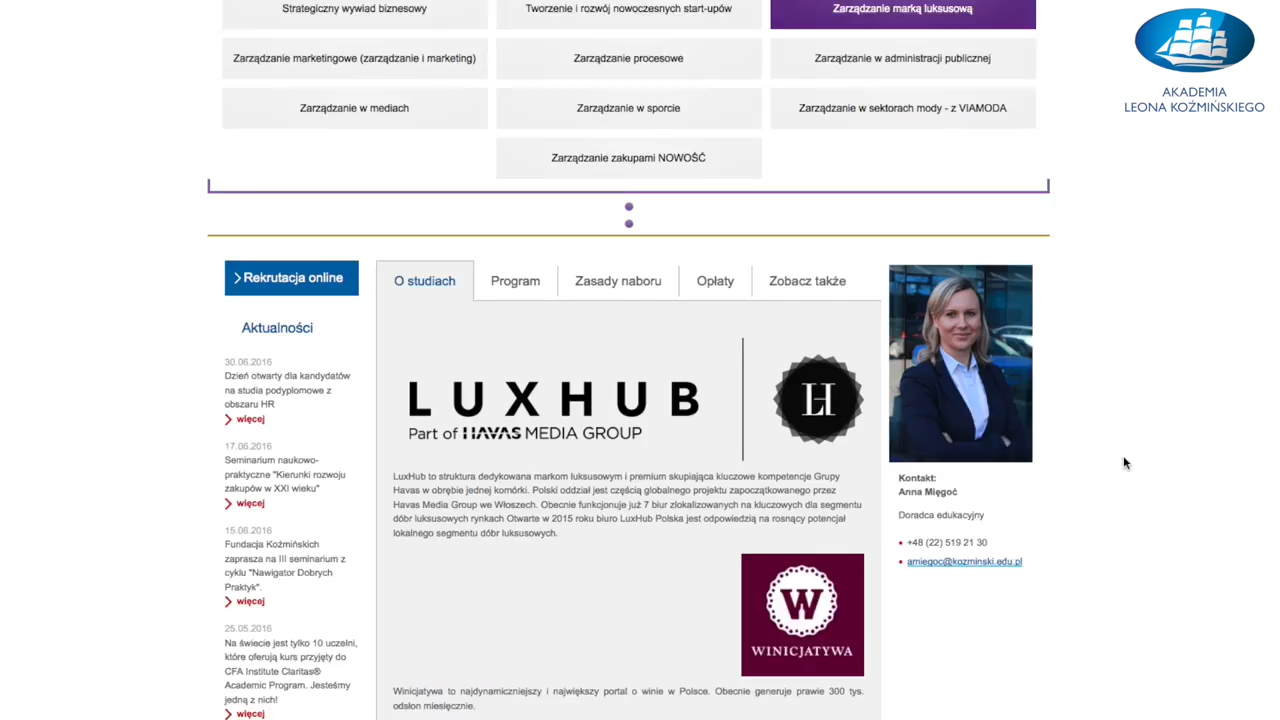 Strategiczny wywiad biznesowy
Tworzenie i rozwój nowoczesnych start-upów
Zarządzanie marką luksusową
Zarządzanie marketingowe (zarządzanie i marketing)
Zarządzanie procesowe
Zarządzanie w administracji publicznej
Zarządzanie w mediach
Zarządzanie w sporcie
Zarządzanie w sektorach mody - z VIAMODA
Zarządzanie zakupami NOWOŚĆ
AKADEMIA
LEONA KOŹMIŃSKIEGO
Rekrutacja online
Aktualności
30.06.2016
Dzień otwarty dla kandydatów
na studia podyplomowe z
obszaru HR
więcej
17.06.2016
Seminarium naukowo-
praktyczne "Kierunki rozwoju
zakupów w XXI wieku"
więcej
15.06.2016
Fundacja Koźmińskich
zaprasza na III seminarium z
cyklu "Nawigator Dobrych
Praktyk".
więcej
25.05.2016
Na świecie jest tylko 10 uczelni,
które oferują kurs przyjęty do
CFA Institute Claritas®
Academic Program. Jesteśmy
jedną z nich!
więcej
O studiach
Program
Zasady naboru
Opłaty
Zobacz także
LUXHUB
Part of HAVAS MEDIA GROUP
LH
LuxHub to struktura dedykowana markom luksusowym i premium skupiająca kluczowe kompetencje Grupy
Havas w obrębie jednej komórki. Polski oddział jest częścią globalnego projektu zapoczątkowanego przez
Havas Media Group we Włoszech. Obecnie funkcjonuje już 7 biur zlokalizowanych na kluczowych dla segmentu
dóbr luksusowych rynkach Otwarte w 2015 roku biuro LuxHub Polska jest odpowiedzią na rosnący potencjał
lokalnego segmentu dóbr luksusowych.
W
WINICJATYWA
Winicjatywa to najdynamiczniejszy i największy portal o winie w Polsce. Obecnie generuje prawie 300 tys.
odsłon miesięcznie.
Kontakt:
Anna Mięgoć
Doradca edukacyjny
+48 (22) 519 21 30
amiegoc@kozminski.edu.pl